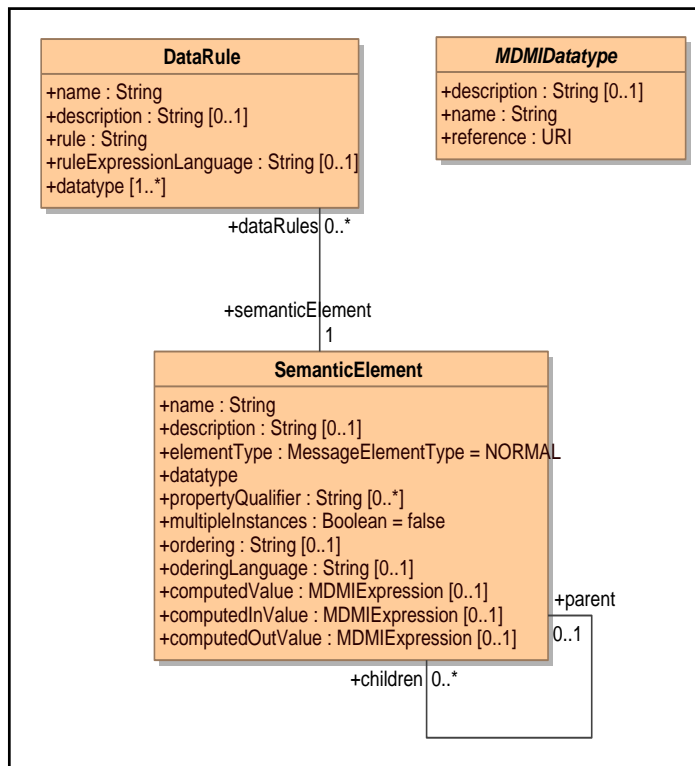 DataRule
+name : String
+description : String [0..1]
+rule : String
+ruleExpressionLanguage : String [0..1]
+datatype [1..*]
MDMIDatatype
+description : String [0..1]
+name : String
+reference : URI
+dataRules 0..*
+semanticElement
1
SemanticElement
+name : String
+description : String [0..1]
+elementType : MessageElementType = NORMAL
+datatype
+propertyQualifier : String [0..*]
+multipleInstances : Boolean = false
+ordering : String [0..1]
+oderingLanguage : String [0..1]
+computedValue : MDMIExpression [0..1]
+computedInValue : MDMIExpression [0..1]
+computedOutValue : MDMIExpression [0..1]
+parent
0..1
+children 0..*